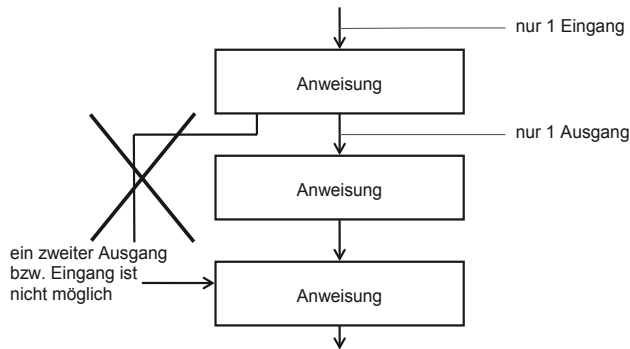 nur 1 Eingang
Anweisung
nur 1 Ausgang
Anweisung
ein zweiter Ausgang
bzw. Eingang ist
nicht möglich
Anweisung